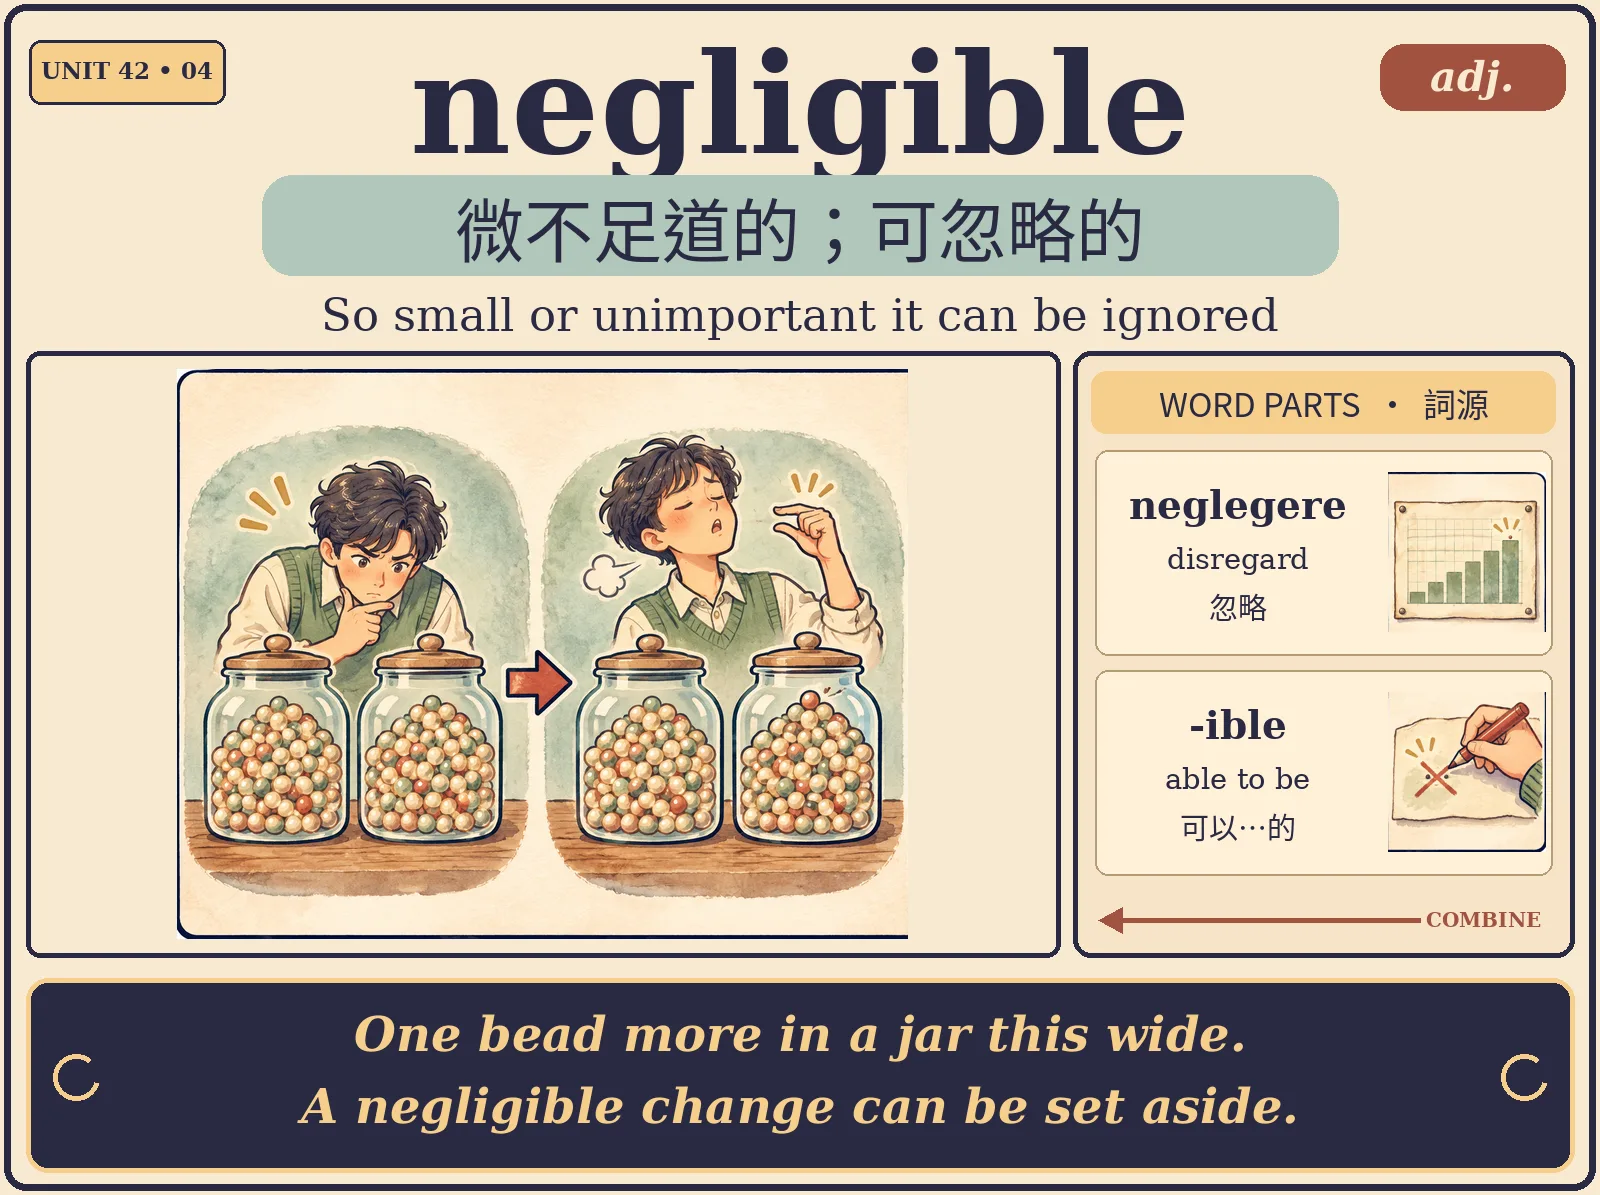 UNIT 42 • 04
negligible
adj.
微不足道的；可忽略的
So small or unimportant it can be ignored
WORD PARTS ・ 詞源
neglegere
disregard
忽略
-ible
able to be
可以…的
COMBINE
One bead more in a jar this wide.
A negligible change can be set aside.